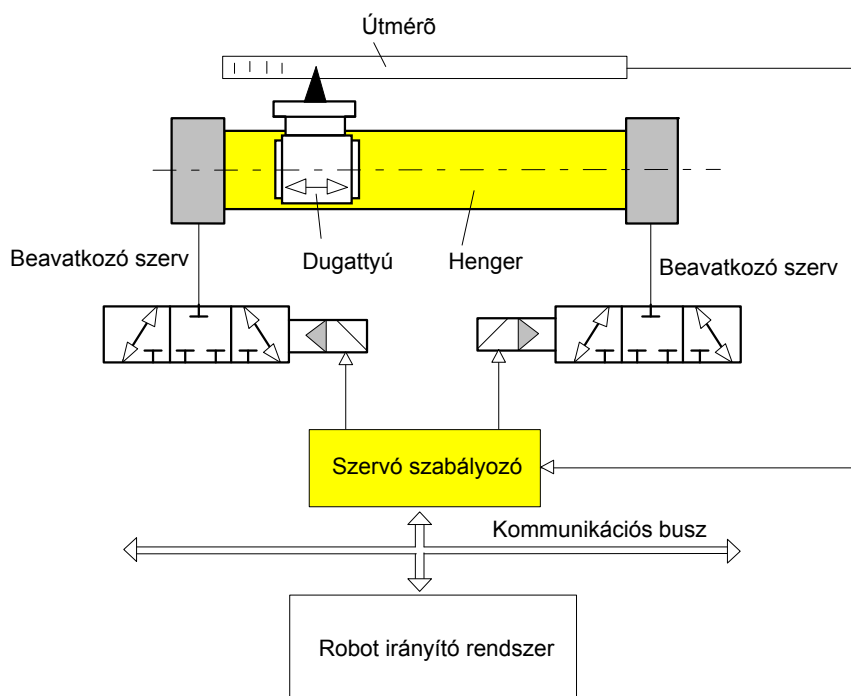 Útmérõ
Beavatkozó szerv
Dugattyú
Henger
Beavatkozó szerv
Szervó szabályozó
Kommunikációs busz
Robot irányító rendszer